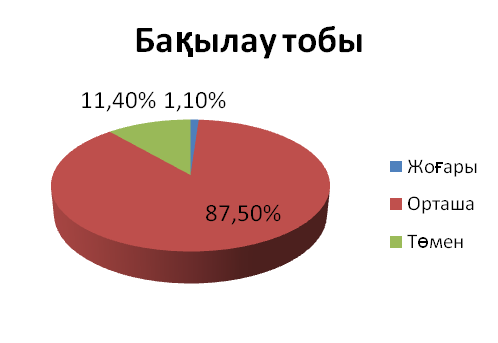 Бақылау тобы
11,40% 1,10%
87,50%
Жоғары
Орташа
Төмен